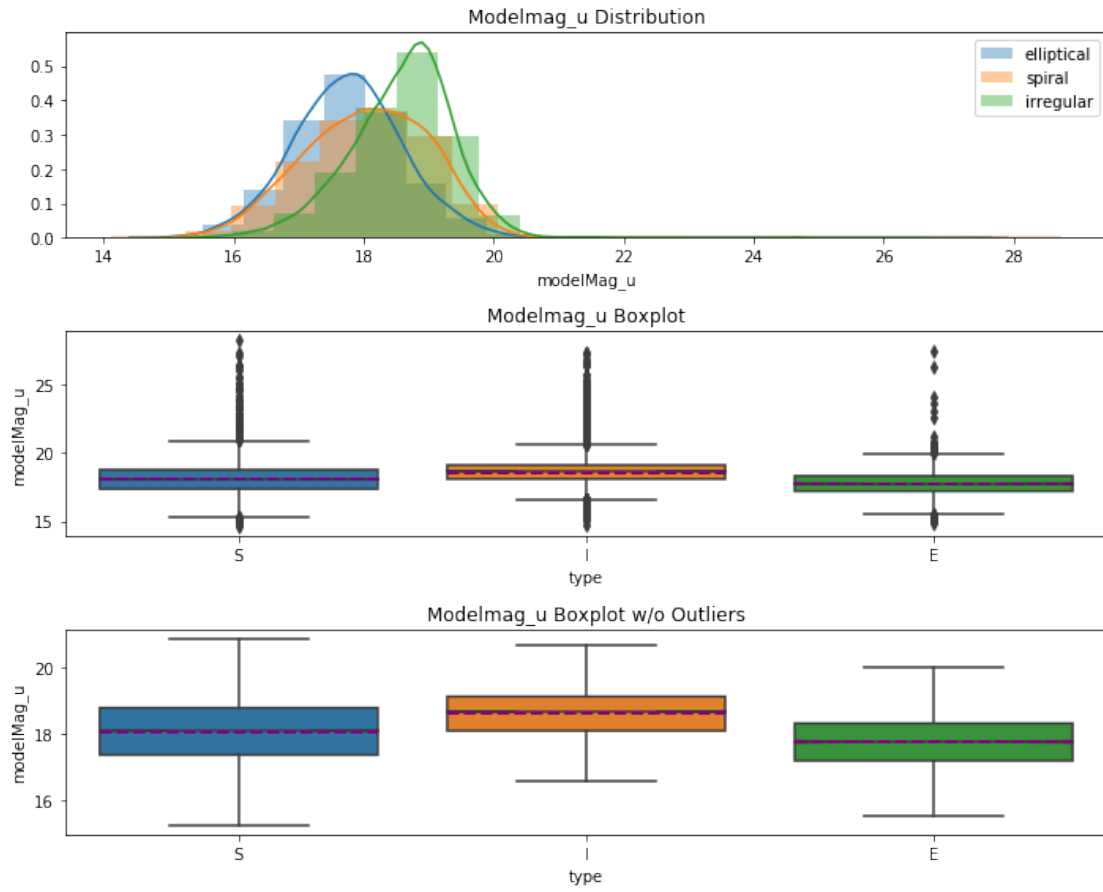 Modelmag_u Distribution
elliptical
spiral
irregular
0.5
0.4
0.3
0.2
0.1
0.0
14 16 18 20 22 24 26 28
modelMag_u
Modelmag_u Boxplot
modelMag_u
25
20
15
S I E
type
Modelmag_u Boxplot w/o Outliers
modelMag_u
20
18
16
S I E
type